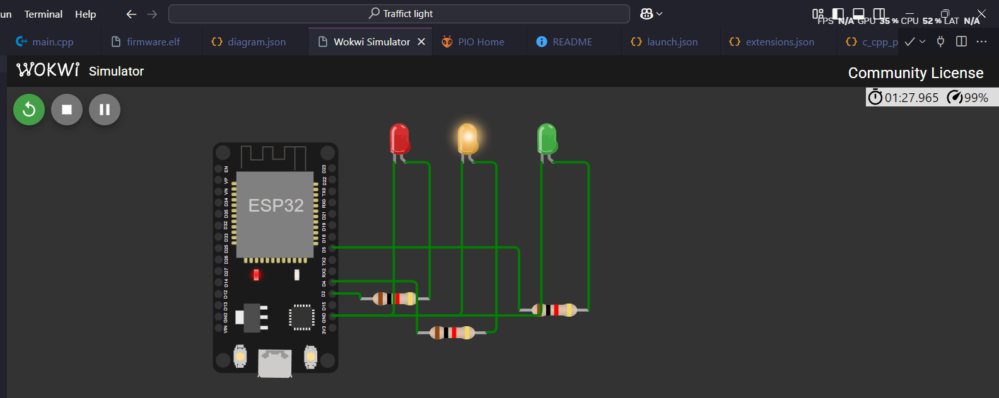 un Terminal Help Traffict light
FPS N/A GPU 35 % CPU 52 % LAT N/A
main.cpp firmware.elf diagram.json Wokwi Simulator PIO Home README launch.json extensions.json c_cpp_p
WOKWi Simulator Community License
01:27.965 99%
ESP32
EN
VP
VN
D34
D35
D32
D33
D25
D26
D27
D14
D12
D13
GND
VIN
D23
D22
TX0
RX0
D21
D19
D18
D5
TX2
RX2
D4
D2
D15
GND
3V3